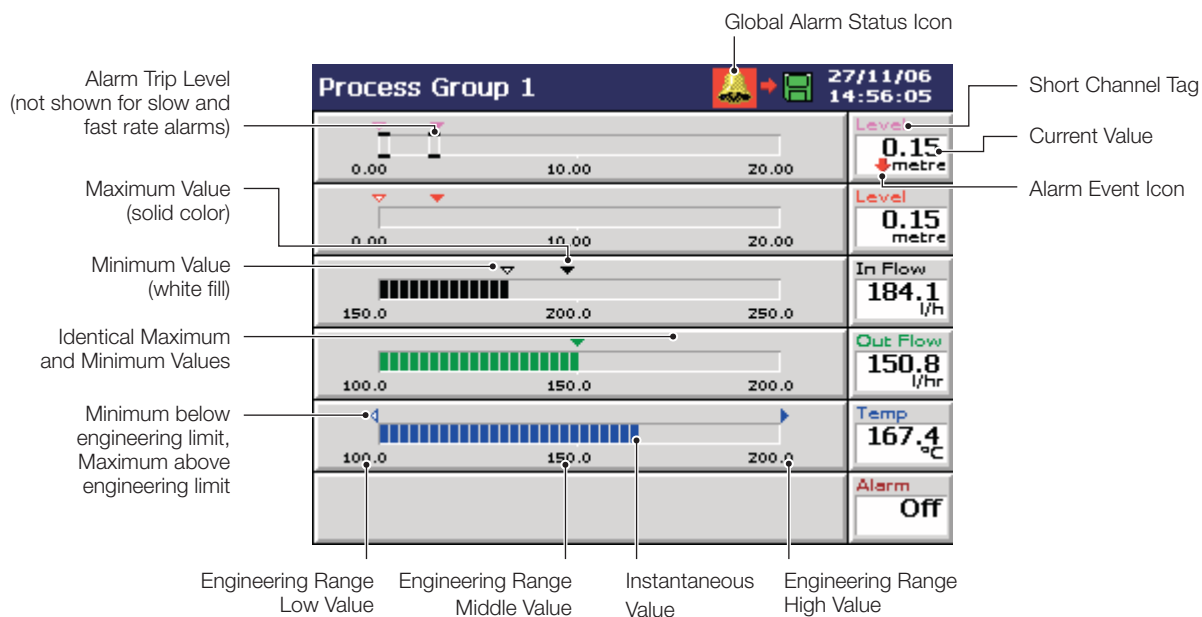 Global Alarm Status Icon
Alarm Trip Level
(not shown for slow and
fast rate alarms)
Maximum Value
(solid color)
Minimum Value
(white fill)
Identical Maximum
and Minimum Values
Minimum below
engineering limit,
Maximum above
engineering limit
Process Group 1
27/11/06
14:56:05
0.00 10.00 20.00
Level
0.15
metre
0.00 10.00 20.00
Level
0.15
metre
150.0 200.0 250.0
In Flow
184.1
l/h
100.0 150.0 200.0
Out Flow
150.8
l/hr
100.0 150.0 200.0
Temp
167.4
°C
Alarm
Off
Short Channel Tag
Current Value
Alarm Event Icon
Engineering Range
Low Value
Engineering Range
Middle Value
Instantaneous
Value
Engineering Range
High Value